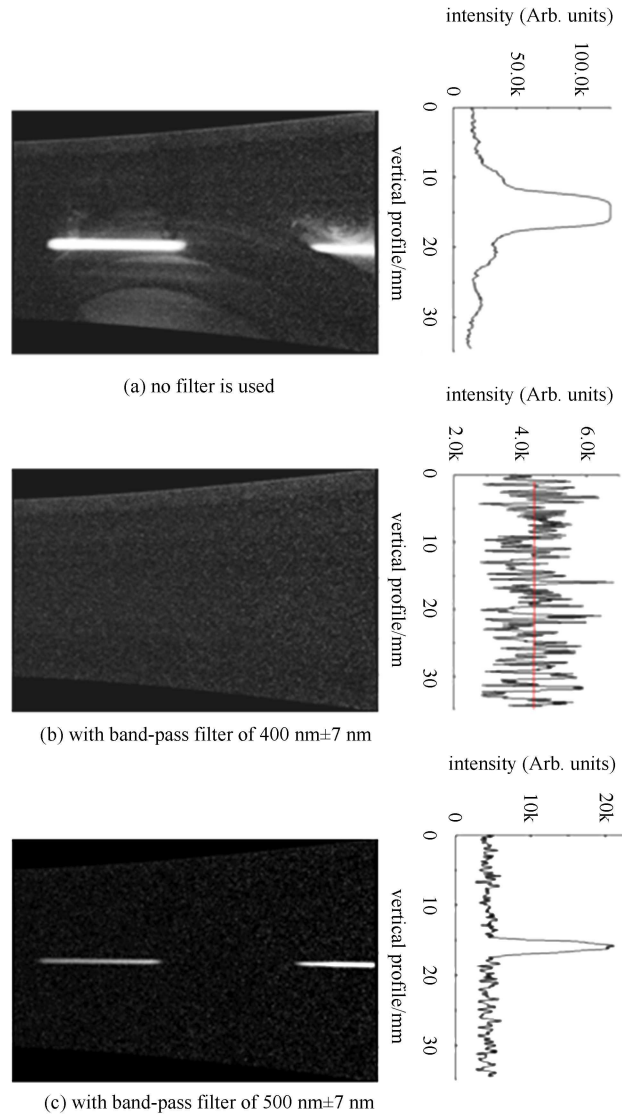 intensity (Arb. units)
0
50.0k
100.0k
0
10
20
30
vertical profile/mm
(a) no filter is used
intensity (Arb. units)
2.0k
4.0k
6.0k
0
10
20
30
vertical profile/mm
(b) with band-pass filter of 400 nm±7 nm
intensity (Arb. units)
0
10k
20k
0
10
20
30
vertical profile/mm
(c) with band-pass filter of 500 nm±7 nm